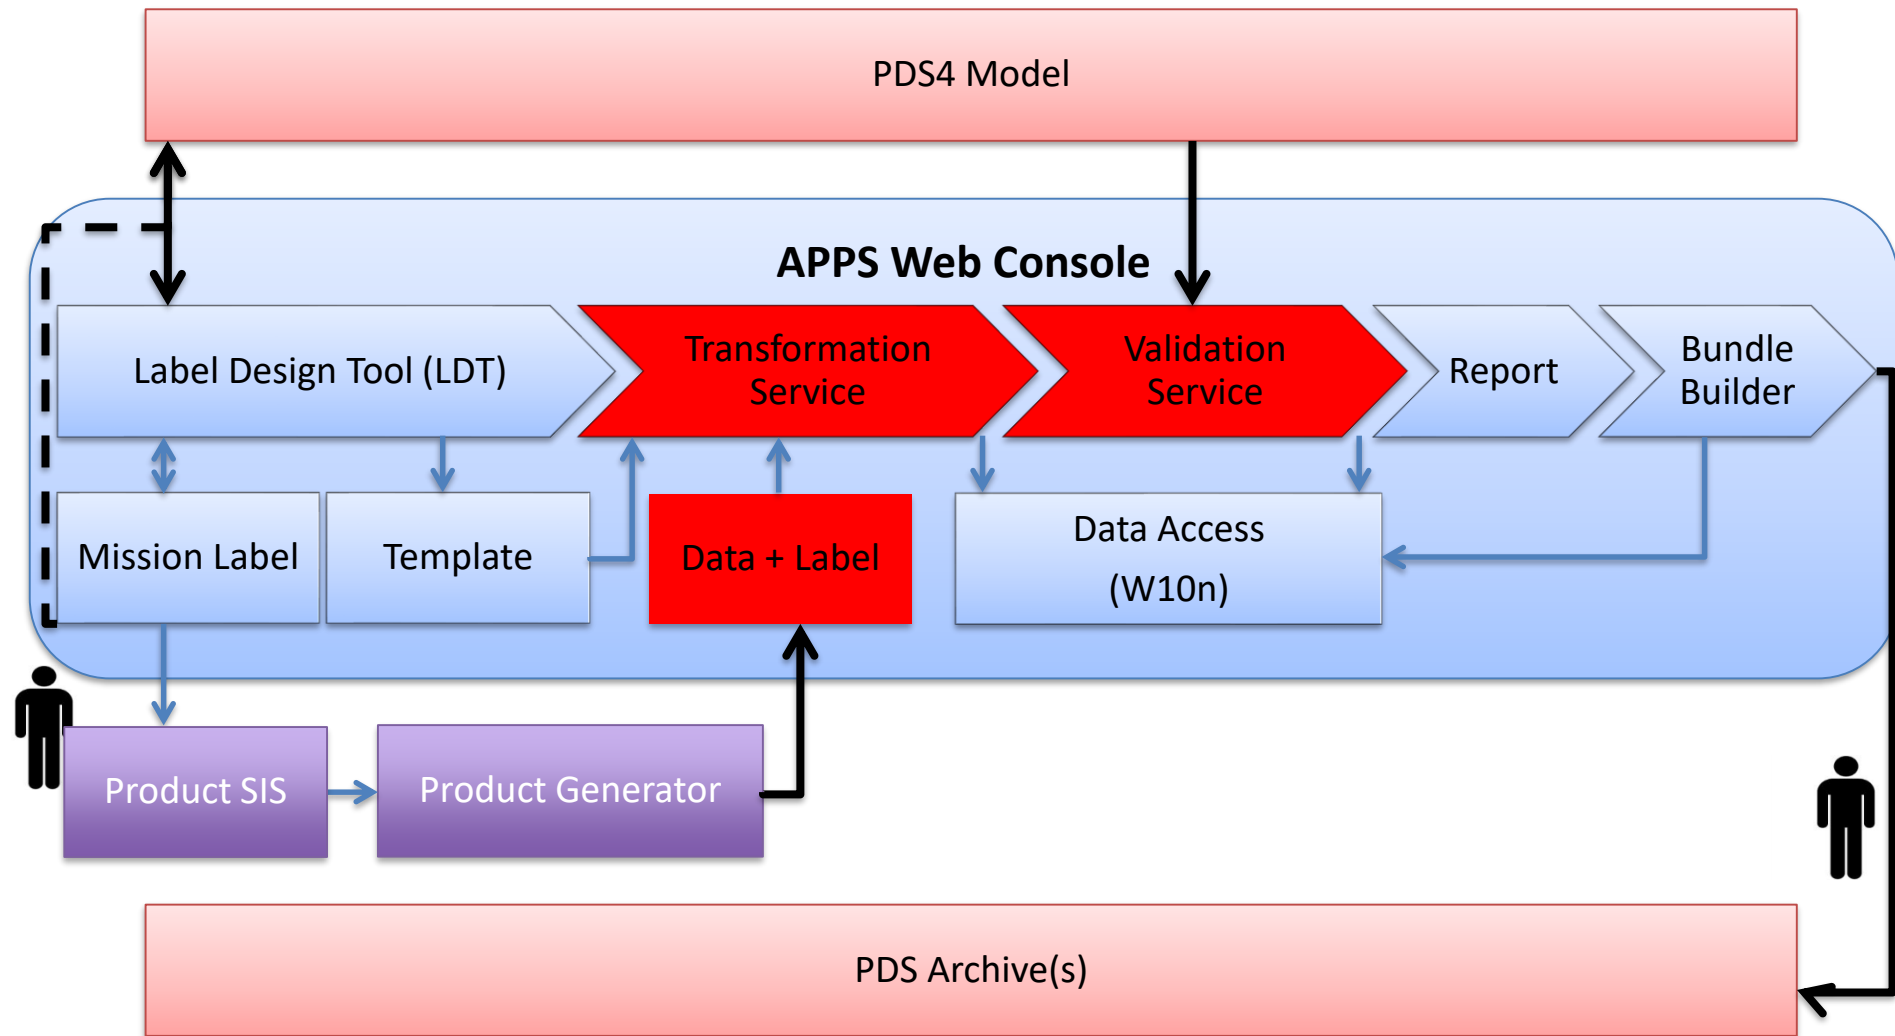 PDS4 Model
APPS Web Console
Label Design Tool (LDT)
Transformation
Service
Validation
Service
Report
Bundle
Builder
Mission Label
Template
Data + Label
Data Access
(W10n)
Product SIS
Product Generator
PDS Archive(s)